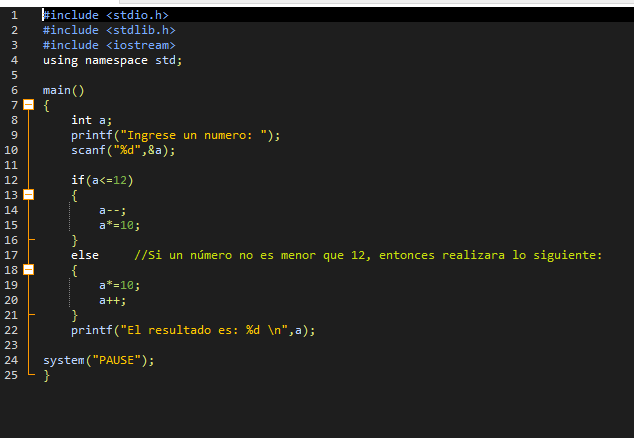 1 #include <stdio.h>
2 #include <stdlib.h>
3 #include <iostream>
4 using namespace std;
5
6 main()
7 {
8 int a;
9 printf("Ingrese un numero: ");
10 scanf("%d",&a);
11
12 if(a<=12)
13 {
14 a--;
15 a*=10;
16 }
17 else //Si un número no es menor que 12, entonces realizara lo siguiente:
18 {
19 a*=10;
20 a++;
21 }
22 printf("El resultado es: %d \n",a);
23
24 system("PAUSE");
25 }